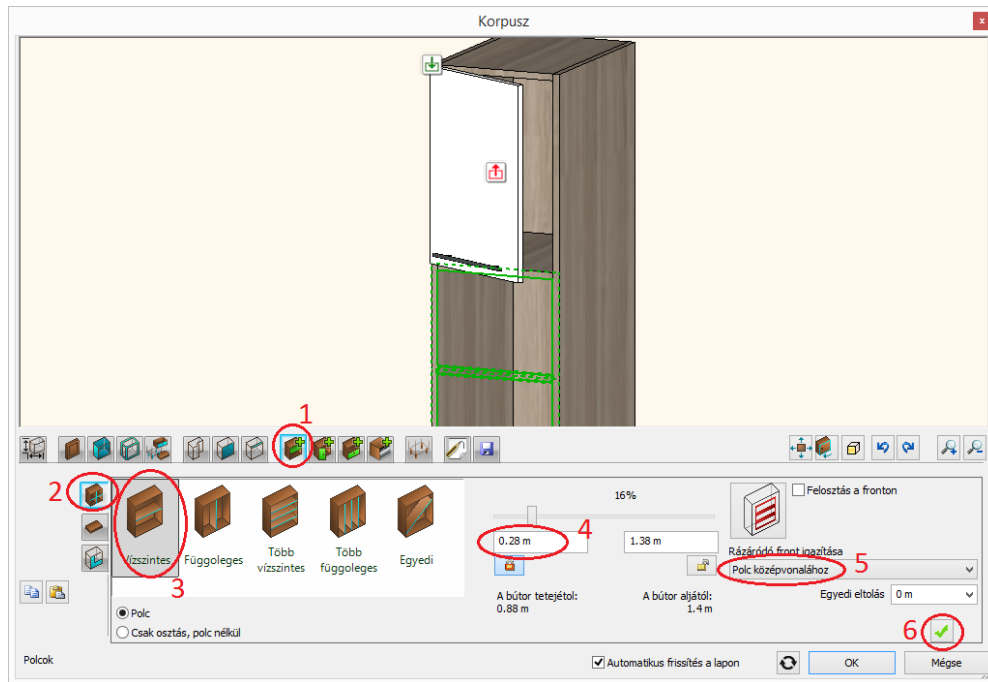 Korpusz
x
1
2
16%
Felosztás a fronton
0.28 m
4
1.38 m
Vízszintes
Függoleges
Több vízszintes
Több függoleges
Egyedi
3
Rázáródó front igazítása
Polc középvonalához
5
A bútor tetejétol:
0.88 m
A bútor aljától:
1.4 m
Egyedi eltolás
0 m
Polc
Csak osztás, polc nélkül
6
Polcok
Automatikus frissítés a lapon
OK
Mégse